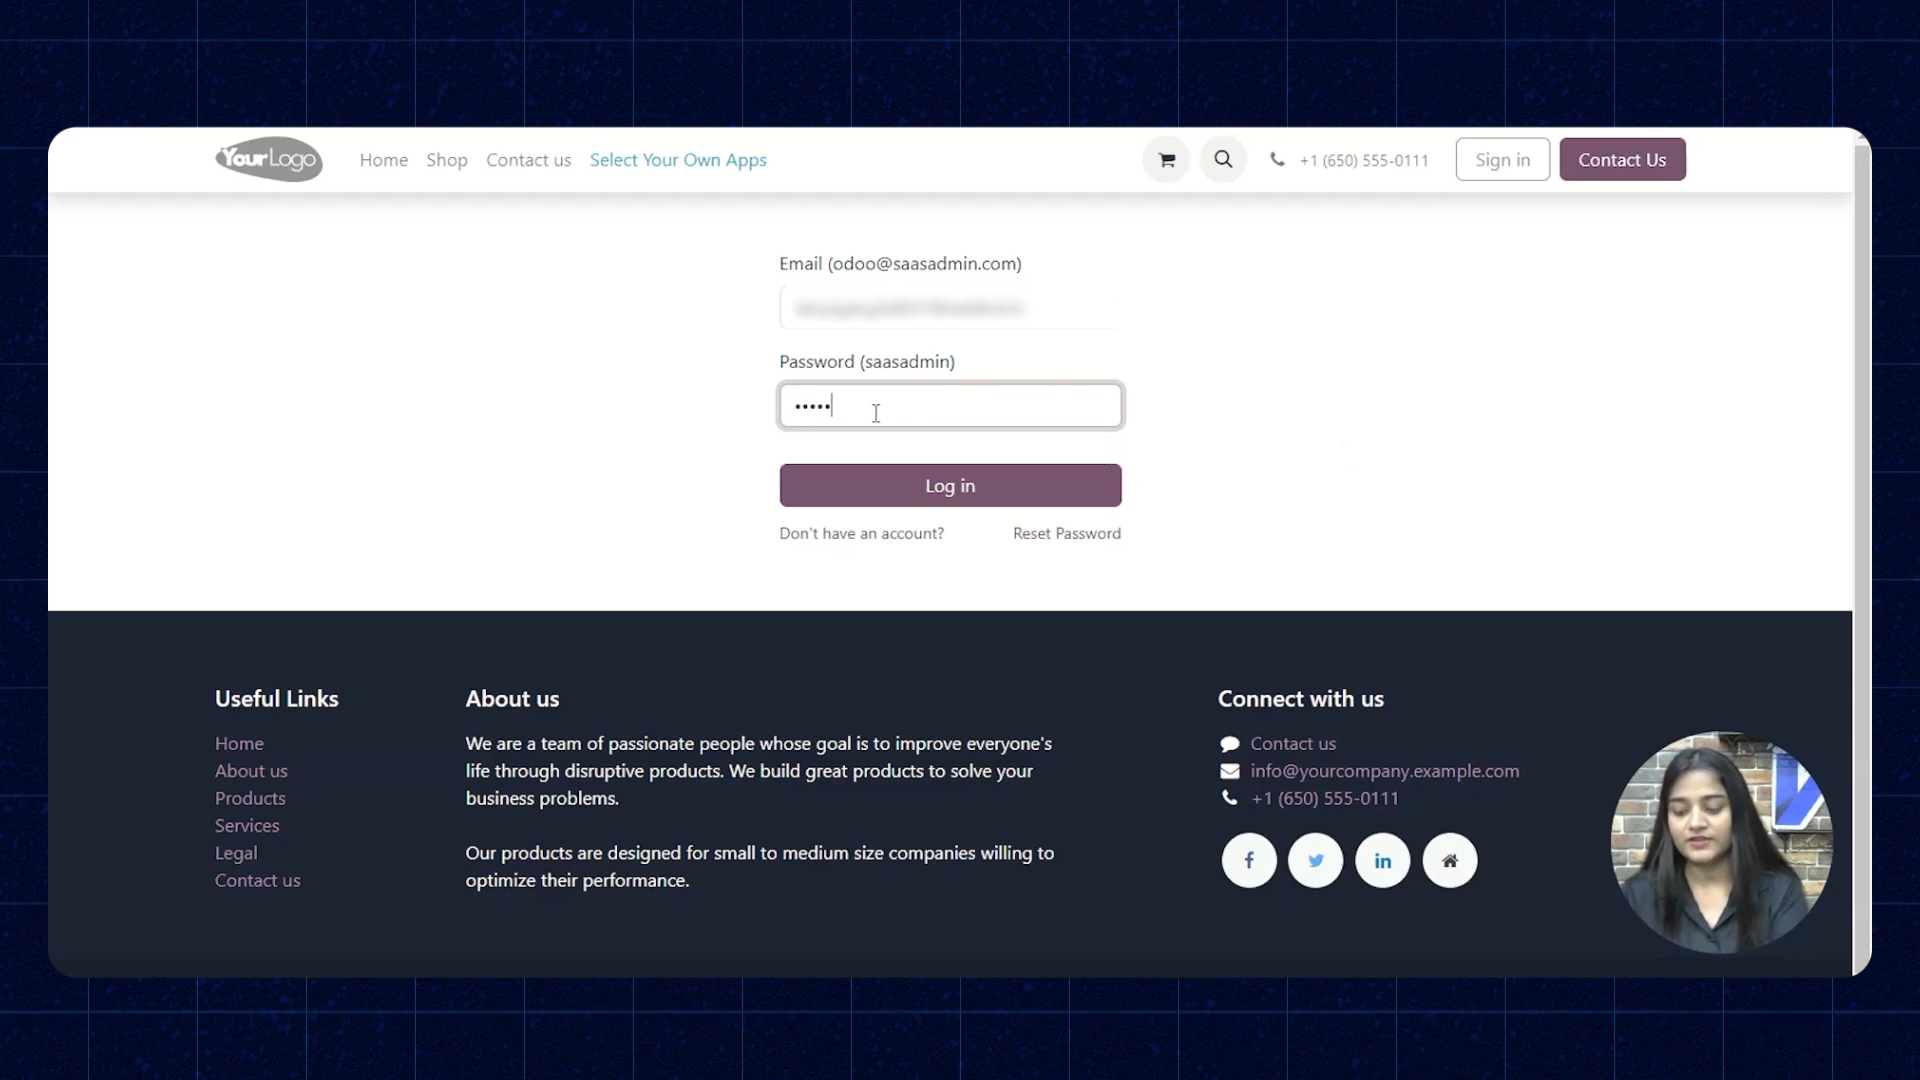 YourLogo
Home
Shop
Contact us
Select Your Own Apps
+1 (650) 555-0111
Sign in
Contact Us
Email (odoo@saasadmin.com)
Password (saasadmin)
•••••
Log in
Don't have an account?
Reset Password
Useful Links
Home
About us
Products
Services
Legal
Contact us
About us
We are a team of passionate people whose goal is to improve everyone's
life through disruptive products. We build great products to solve your
business problems.
Our products are designed for small to medium size companies willing to
optimize their performance.
Connect with us
Contact us
info@yourcompany.example.com
+1 (650) 555-0111